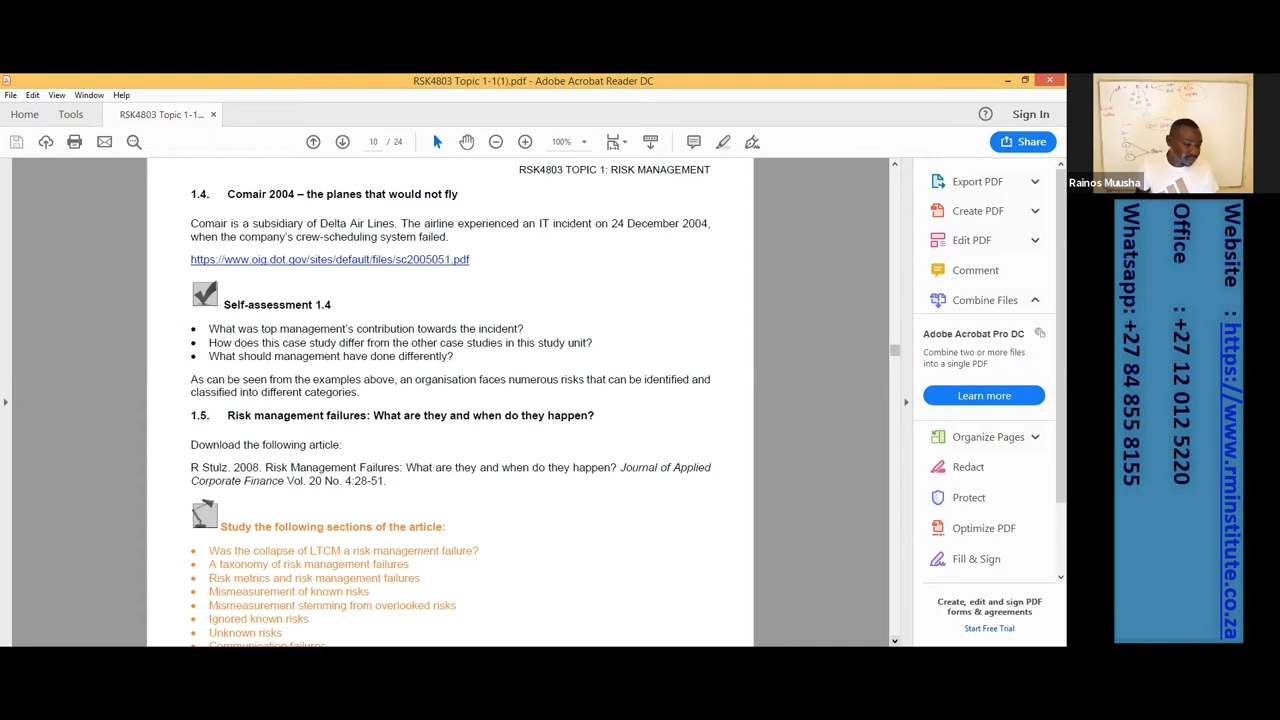 RSK4803 Topic 1-1(1).pdf - Adobe Acrobat Reader DC
File Edit View Window Help
Home Tools RSK4803 Topic 1-1... × Sign In
10 / 24 100% Share
RSK4803 TOPIC 1: RISK MANAGEMENT
1.4. Comair 2004 – the planes that would not fly
Comair is a subsidiary of Delta Air Lines. The airline experienced an IT incident on 24 December 2004,
when the company's crew-scheduling system failed.
https://www.oig.dot.gov/sites/default/files/sc2005051.pdf
Self-assessment 1.4
• What was top management's contribution towards the incident?
• How does this case study differ from the other case studies in this study unit?
• What should management have done differently?
As can be seen from the examples above, an organisation faces numerous risks that can be identified and
classified into different categories.
1.5. Risk management failures: What are they and when do they happen?
Download the following article:
R Stulz. 2008. Risk Management Failures: What are they and when do they happen? Journal of Applied
Corporate Finance Vol. 20 No. 4:28-51.
Study the following sections of the article:
• Was the collapse of LTCM a risk management failure?
• A taxonomy of risk management failures
• Risk metrics and risk management failures
• Mismeasurement of known risks
• Mismeasurement stemming from overlooked risks
• Ignored known risks
• Unknown risks
• Communication failures
Export PDF
Create PDF
Edit PDF
Comment
Combine Files
Adobe Acrobat Pro DC
Combine two or more files
into a single PDF
Learn more
Organize Pages
Redact
Protect
Optimize PDF
Fill & Sign
Create, edit and sign PDF
forms & agreements
Start Free Trial
Rainos Muusha
Website : https://www.rminstitute.co.za
Office : +27 12 012 5220
Whatsapp: +27 84 855 8155